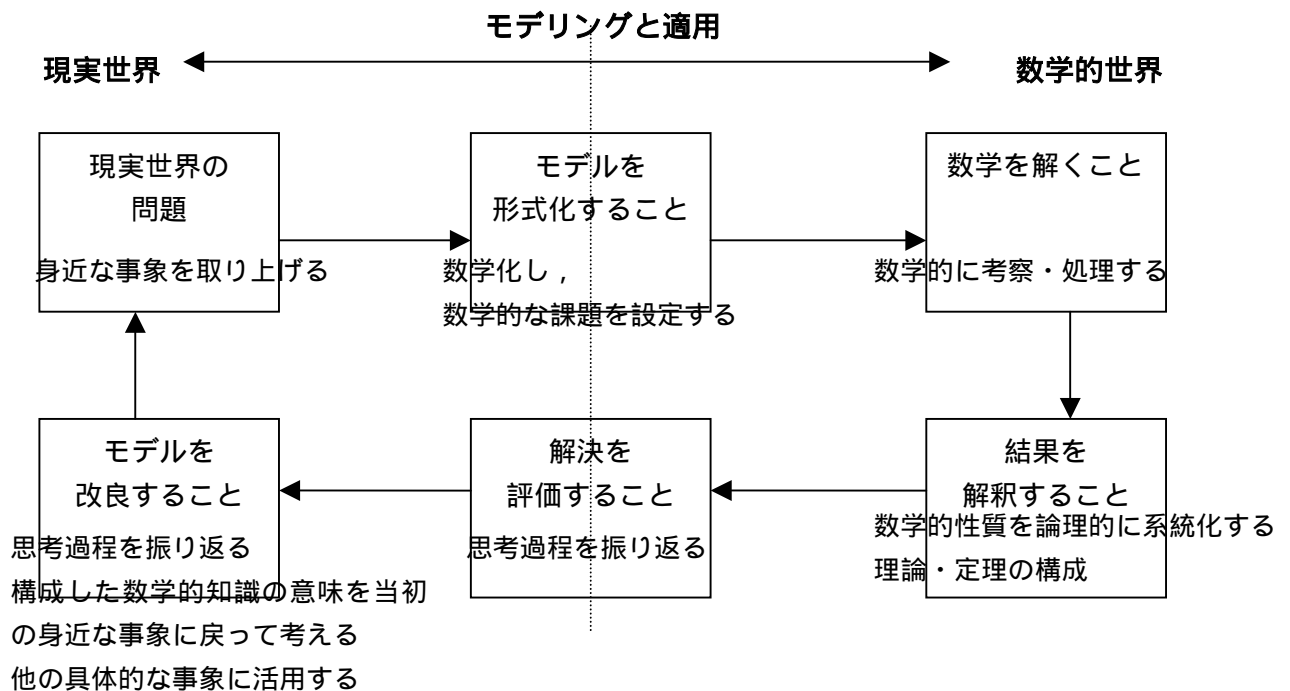 モデリングと適用
現実世界
数学的世界
現実世界の
問題
身近な事象を取り上げる
モデルを
形式化すること
数学化し，
数学的な課題を設定する
数学を解くこと
数学的に考察・処理する
モデルを
改良すること
思考過程を振り返る
構成した数学的知識の意味を当初
の身近な事象に戻って考える
他の具体的な事象に活用する
解決を
評価すること
思考過程を振り返る
結果を
解釈すること
数学的性質を論理的に系統化する
理論・定理の構成